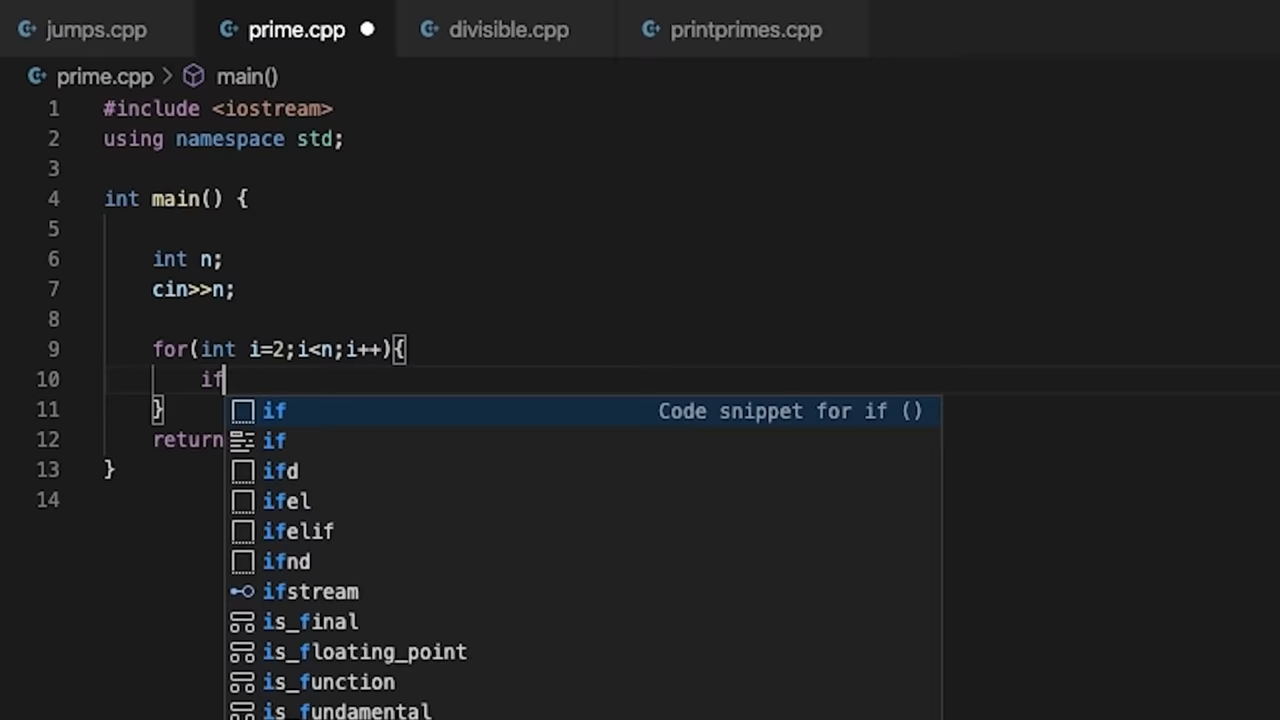 jumps.cpp prime.cpp divisible.cpp printprimes.cpp
prime.cpp > main()
1 #include <iostream>
2 using namespace std;
3
4 int main() {
5
6 int n;
7 cin>>n;
8
9 for(int i=2;i<n;i++){
10 if
11 }
12 return
13 }
14
if Code snippet for if ()
if
ifd
ifel
ifelif
ifnd
ifstream
is_final
is_floating_point
is_function
is_fundamental